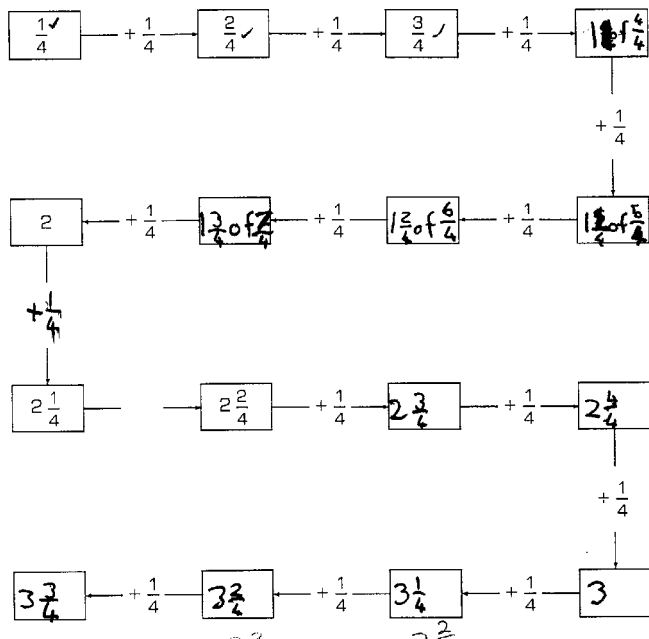 1/4 ✓ + 1/4 2/4 ✓ + 1/4 3/4 ✓ + 1/4 1 of 4/4
+ 1/4
2 + 1/4 1 3/4 of 7/4 + 1/4 1 2/4 of 6/4 + 1/4 1 1/4 of 5/4
+ 1/4
2 1/4 2 2/4 + 1/4 2 3/4 + 1/4 2 4/4
+ 1/4
3 3/4 + 1/4 3 2/4 + 1/4 3 1/4 + 1/4 3